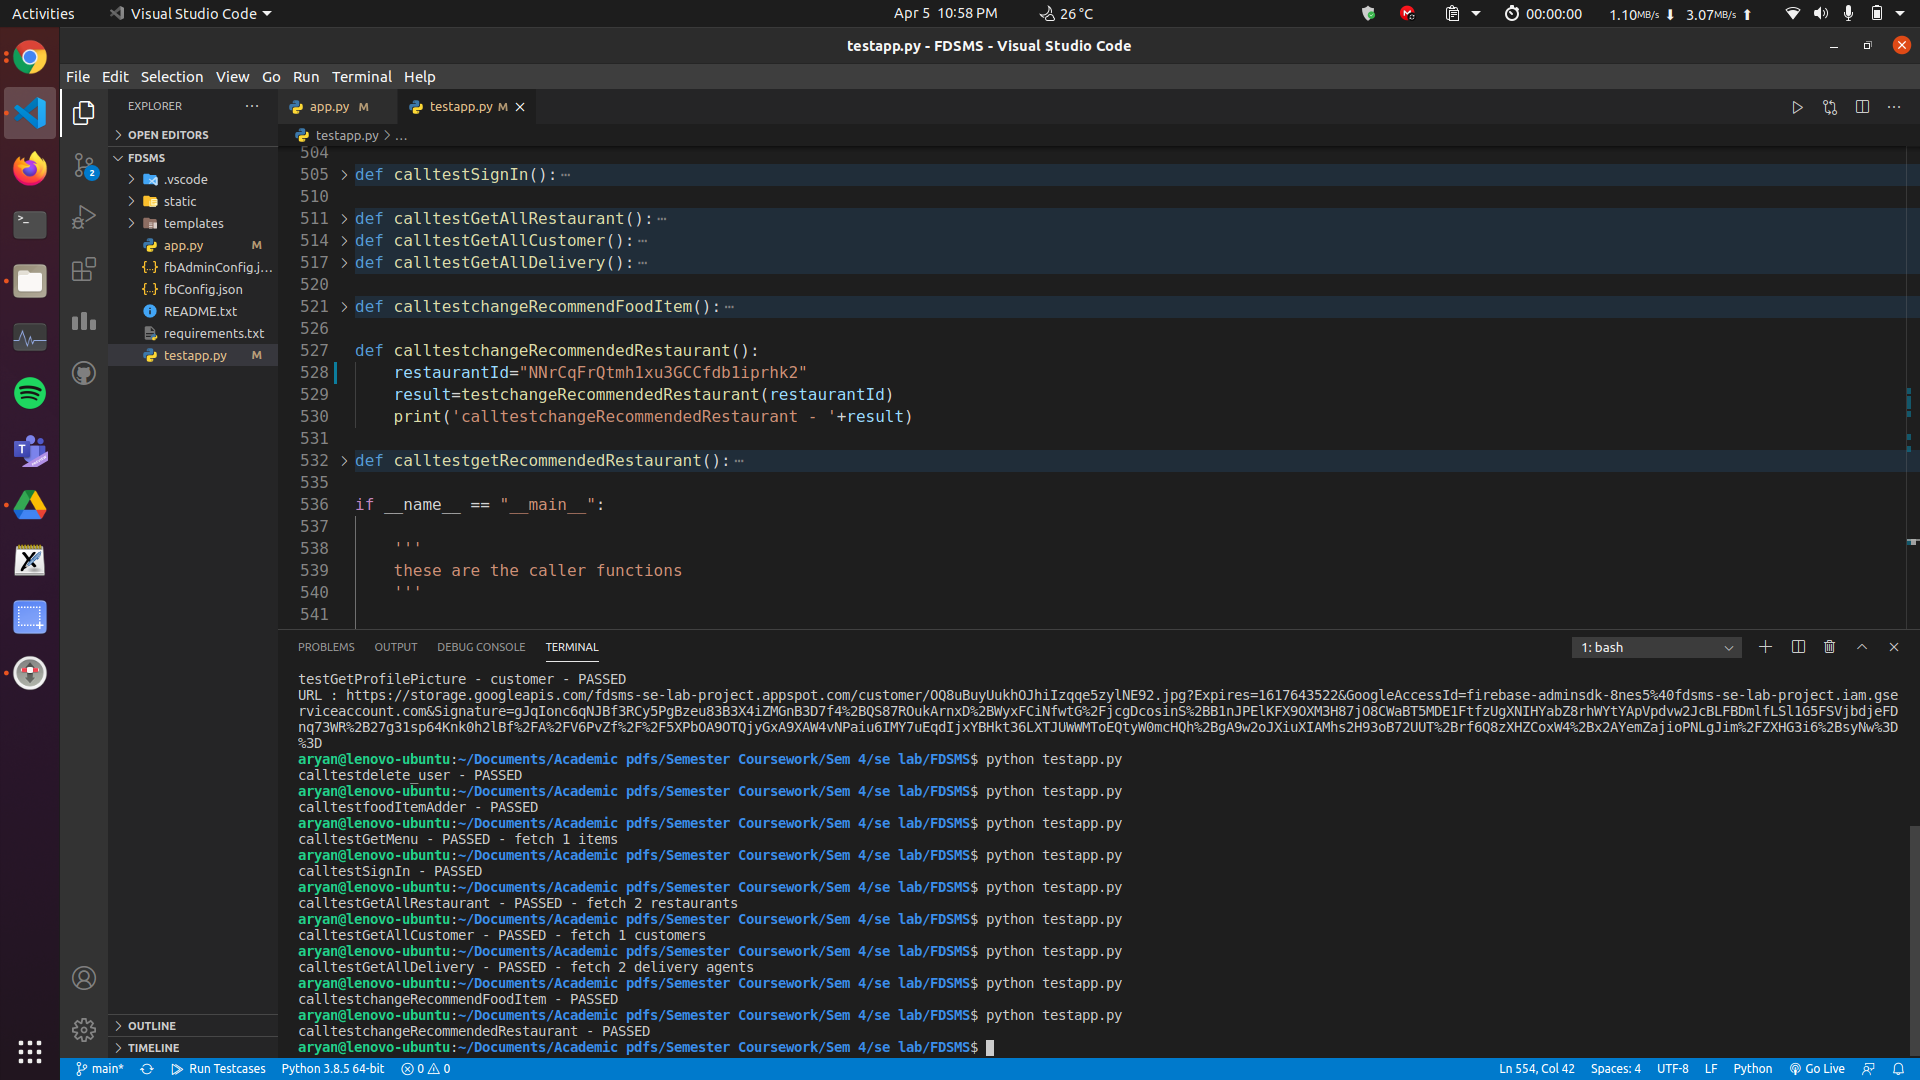 Activities
Visual Studio Code
Apr 5 10:58 PM
26 °C
00:00:00
1.10MB/s
3.07MB/s
testapp.py - FDSMS - Visual Studio Code
File Edit Selection View Go Run Terminal Help
EXPLORER
OPEN EDITORS
FDSMS
.vscode
static
templates
app.py M
fbAdminConfig.j...
fbConfig.json
README.txt
requirements.txt
testapp.py M
OUTLINE
TIMELINE
2
app.py M
testapp.py M
testapp.py > ...
504
505 def calltestSignIn():
510
511 def calltestGetAllRestaurant():
514 def calltestGetAllCustomer():
517 def calltestGetAllDelivery():
520
521 def calltestchangeRecommendFoodItem():
526
527 def calltestchangeRecommendedRestaurant():
528 restaurantId="NNrCqFrQtmh1xu3GCCfdb1iprhk2"
529 result=testchangeRecommendedRestaurant(restaurantId)
530 print('calltestchangeRecommendedRestaurant - '+result)
531
532 def calltestgetRecommendedRestaurant():
535
536 if __name__ == "__main__":
537
538 '''
539 these are the caller functions
540 '''
541
PROBLEMS OUTPUT DEBUG CONSOLE TERMINAL
1: bash
testGetProfilePicture - customer - PASSED
URL : https://storage.googleapis.com/fdsms-se-lab-project.appspot.com/customer/OQ8uBuyUukhOJhiIzqqe5zylNE92.jpg?Expires=1617643522&GoogleAccessId=firebase-adminsdk-8nes5%40fdsms-se-lab-project.iam.gse
rviceaccount.com&Signature=gJqIonc6qNJBf3RCy5PgBzeu83B3X4iZMGnB3D7f4%2BQS87ROukArnxD%2BWyxFCiNfwtG%2FjcgDcosinS%2BB1nJPElKFX9OXM3H87jO8CWaBT5MDE1FtfzUgXNIHYabZ8rhWYtYApVpdvw2JcBLFBDmlfLSl1G5FSVjbdjeFD
nq73WR%2B27g31sp64Knk0h2lBf%2FA%2FV6PvZf%2F%2F5XPbOA9OTQjyGxA9XAW4vNPaiu6IMY7uEqdIjxYBHkt36LXTJUWWMToEQtyW0mcHQh%2BgA9w2oJXiuXIAMhs2H93oB72UUT%2Brf6Q8zXHZCoxW4%2Bx2AYemZajioPNLgJim%2FZXHG3i6%2BsyNw%3D
%3D
aryan@lenovo-ubuntu:~/Documents/Academic pdfs/Semester Coursework/Sem 4/se lab/FDSMS$ python testapp.py
calltestdelete_user - PASSED
aryan@lenovo-ubuntu:~/Documents/Academic pdfs/Semester Coursework/Sem 4/se lab/FDSMS$ python testapp.py
calltestfoodItemAdder - PASSED
aryan@lenovo-ubuntu:~/Documents/Academic pdfs/Semester Coursework/Sem 4/se lab/FDSMS$ python testapp.py
calltestGetMenu - PASSED - fetch 1 items
aryan@lenovo-ubuntu:~/Documents/Academic pdfs/Semester Coursework/Sem 4/se lab/FDSMS$ python testapp.py
calltestSignIn - PASSED
aryan@lenovo-ubuntu:~/Documents/Academic pdfs/Semester Coursework/Sem 4/se lab/FDSMS$ python testapp.py
calltestGetAllRestaurant - PASSED - fetch 2 restaurants
aryan@lenovo-ubuntu:~/Documents/Academic pdfs/Semester Coursework/Sem 4/se lab/FDSMS$ python testapp.py
calltestGetAllCustomer - PASSED - fetch 1 customers
aryan@lenovo-ubuntu:~/Documents/Academic pdfs/Semester Coursework/Sem 4/se lab/FDSMS$ python testapp.py
calltestGetAllDelivery - PASSED - fetch 2 delivery agents
aryan@lenovo-ubuntu:~/Documents/Academic pdfs/Semester Coursework/Sem 4/se lab/FDSMS$ python testapp.py
calltestchangeRecommendFoodItem - PASSED
aryan@lenovo-ubuntu:~/Documents/Academic pdfs/Semester Coursework/Sem 4/se lab/FDSMS$ python testapp.py
calltestchangeRecommendedRestaurant - PASSED
aryan@lenovo-ubuntu:~/Documents/Academic pdfs/Semester Coursework/Sem 4/se lab/FDSMS$
main* Run Testcases Python 3.8.5 64-bit 0 0 Ln 554, Col 42 Spaces: 4 UTF-8 LF Python Go Live